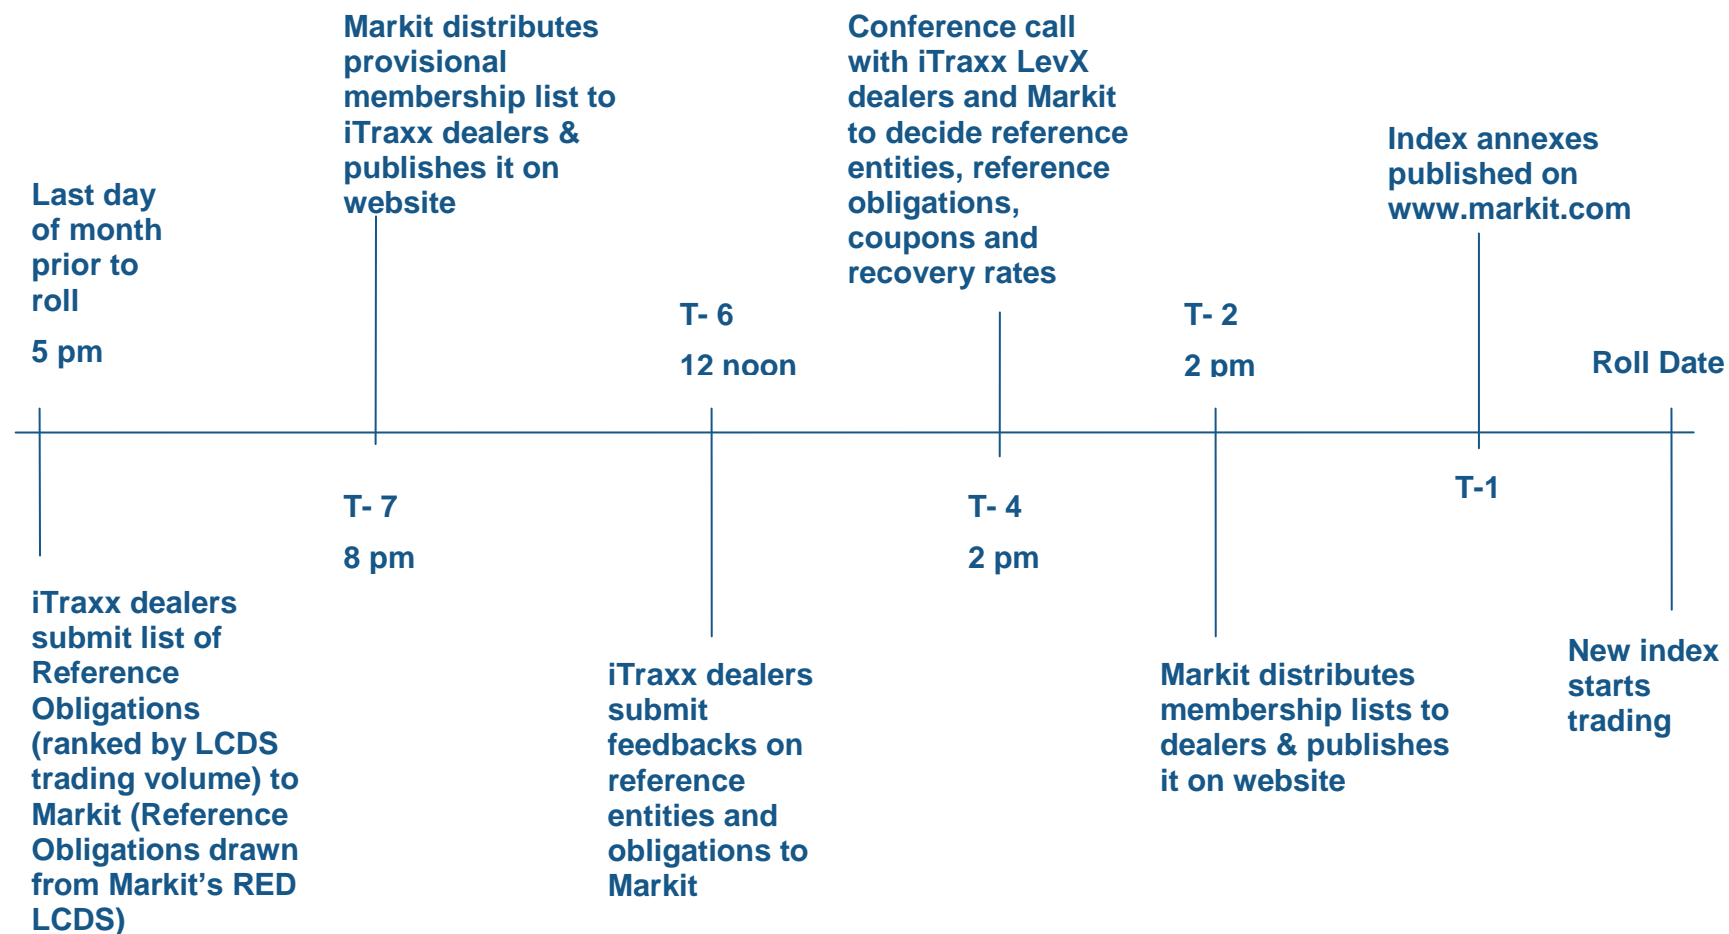 Last day
of month
prior to
roll
5 pm
iTraxx dealers
submit list of
Reference
Obligations
(ranked by LCDS
trading volume) to
Markit (Reference
Obligations drawn
from Markit's RED
LCDS)
Markit distributes
provisional
membership list to
iTraxx dealers &
publishes it on
website
T- 7
8 pm
T- 6
12 noon
iTraxx dealers
submit
feedbacks on
reference
entities and
obligations to
Markit
Conference call
with iTraxx LevX
dealers and Markit
to decide reference
entities, reference
obligations,
coupons and
recovery rates
T- 4
2 pm
T- 2
2 pm
Markit distributes
membership lists to
dealers & publishes
it on website
Index annexes
published on
www.markit.com
T-1
Roll Date
New index
starts
trading